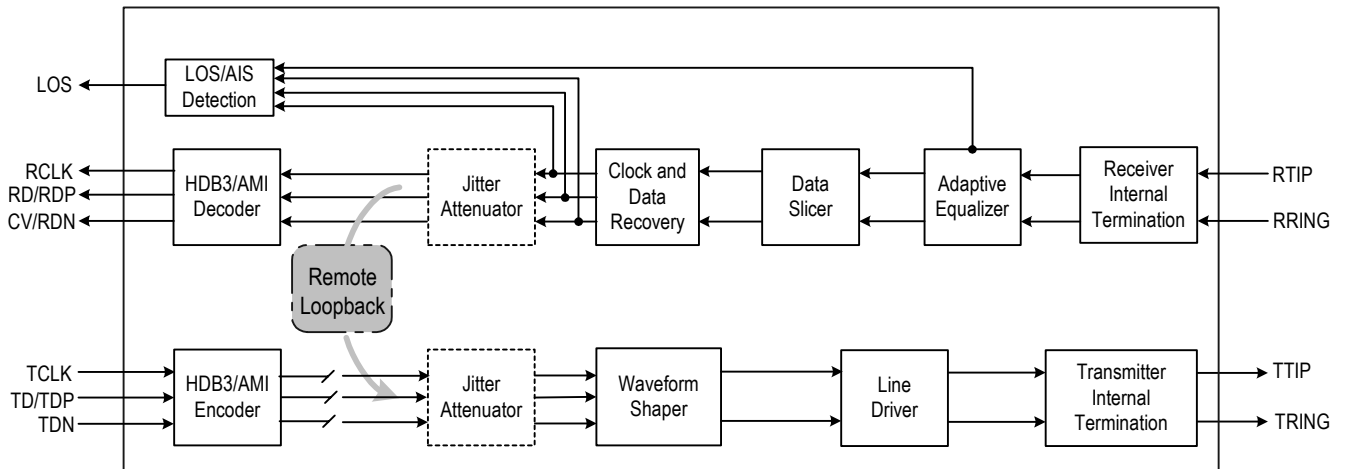 LOS
LOS/AIS
Detection
RCLK
RD/RDP
CV/RDN
HDB3/AMI
Decoder
Jitter
Attenuator
Clock and
Data
Recovery
Data
Slicer
Adaptive
Equalizer
Receiver
Internal
Termination
RTIP
RRING
Remote
Loopback
TCLK
TD/TDP
TDN
HDB3/AMI
Encoder
Jitter
Attenuator
Waveform
Shaper
Line
Driver
Transmitter
Internal
Termination
TTIP
TRING